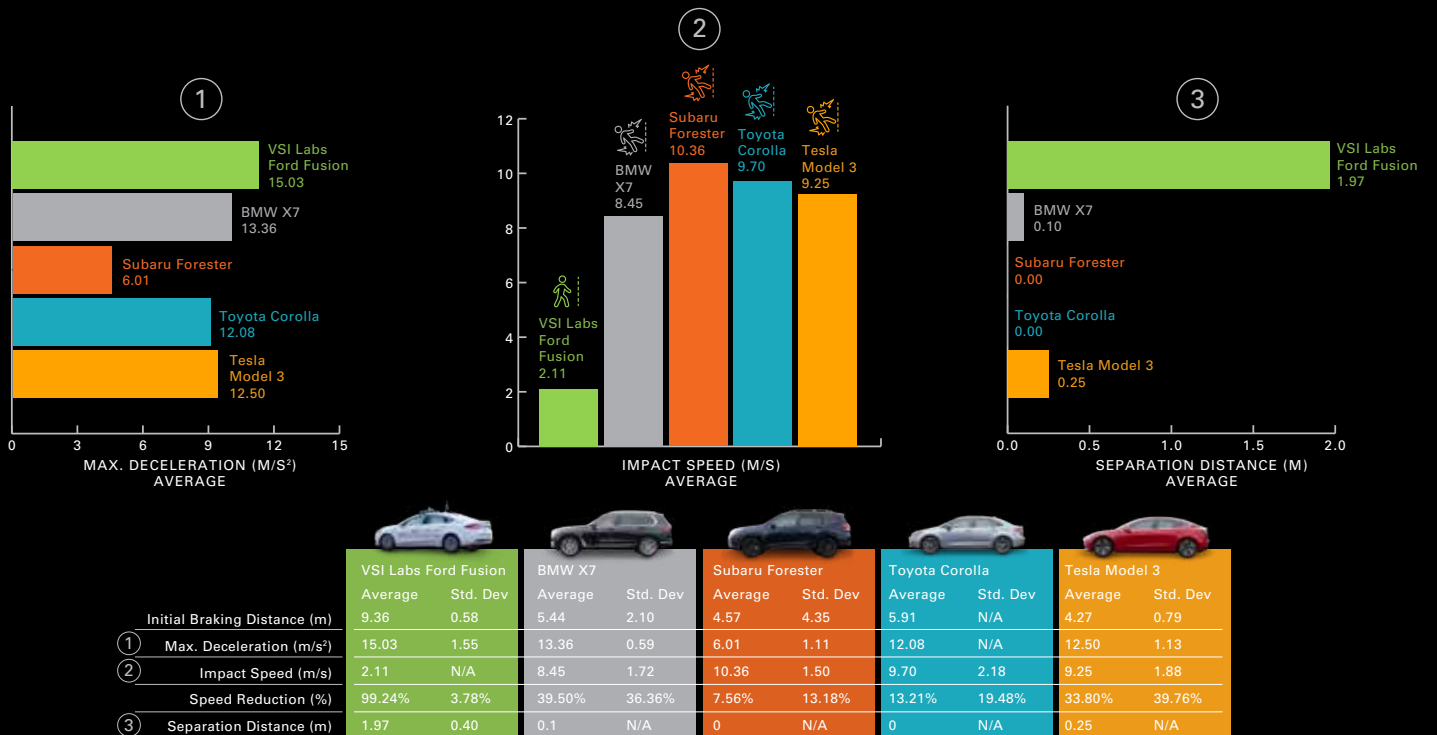 1
VSI Labs
Ford Fusion
15.03
BMW X7
13.36
Subaru Forester
6.01
Toyota Corolla
12.08
Tesla
Model 3
12.50
0 3 6 9 12 15
MAX. DECELERATION (M/S²)
AVERAGE
2
12
10
8
6
4
2
0
VSI Labs
Ford
Fusion
2.11
BMW
X7
8.45
Subaru
Forester
10.36
Toyota
Corolla
9.70
Tesla
Model 3
9.25
IMPACT SPEED (M/S)
AVERAGE
3
VSI Labs
Ford Fusion
1.97
BMW X7
0.10
Subaru Forester
0.00
Toyota Corolla
0.00
Tesla Model 3
0.25
0.0 0.5 1.0 1.5 2.0
SEPARATION DISTANCE (M)
AVERAGE
VSI Labs Ford Fusion BMW X7 Subaru Forester Toyota Corolla Tesla Model 3
Average Std. Dev Average Std. Dev Average Std. Dev Average Std. Dev Average Std. Dev
Initial Braking Distance (m) 9.36 0.58 5.44 2.10 4.57 4.35 5.91 N/A 4.27 0.79
1 Max. Deceleration (m/s²) 15.03 1.55 13.36 0.59 6.01 1.11 12.08 N/A 12.50 1.13
2 Impact Speed (m/s) 2.11 N/A 8.45 1.72 10.36 1.50 9.70 2.18 9.25 1.88
Speed Reduction (%) 99.24% 3.78% 39.50% 36.36% 7.56% 13.18% 13.21% 19.48% 33.80% 39.76%
3 Separation Distance (m) 1.97 0.40 0.1 N/A 0 N/A 0 N/A 0.25 N/A